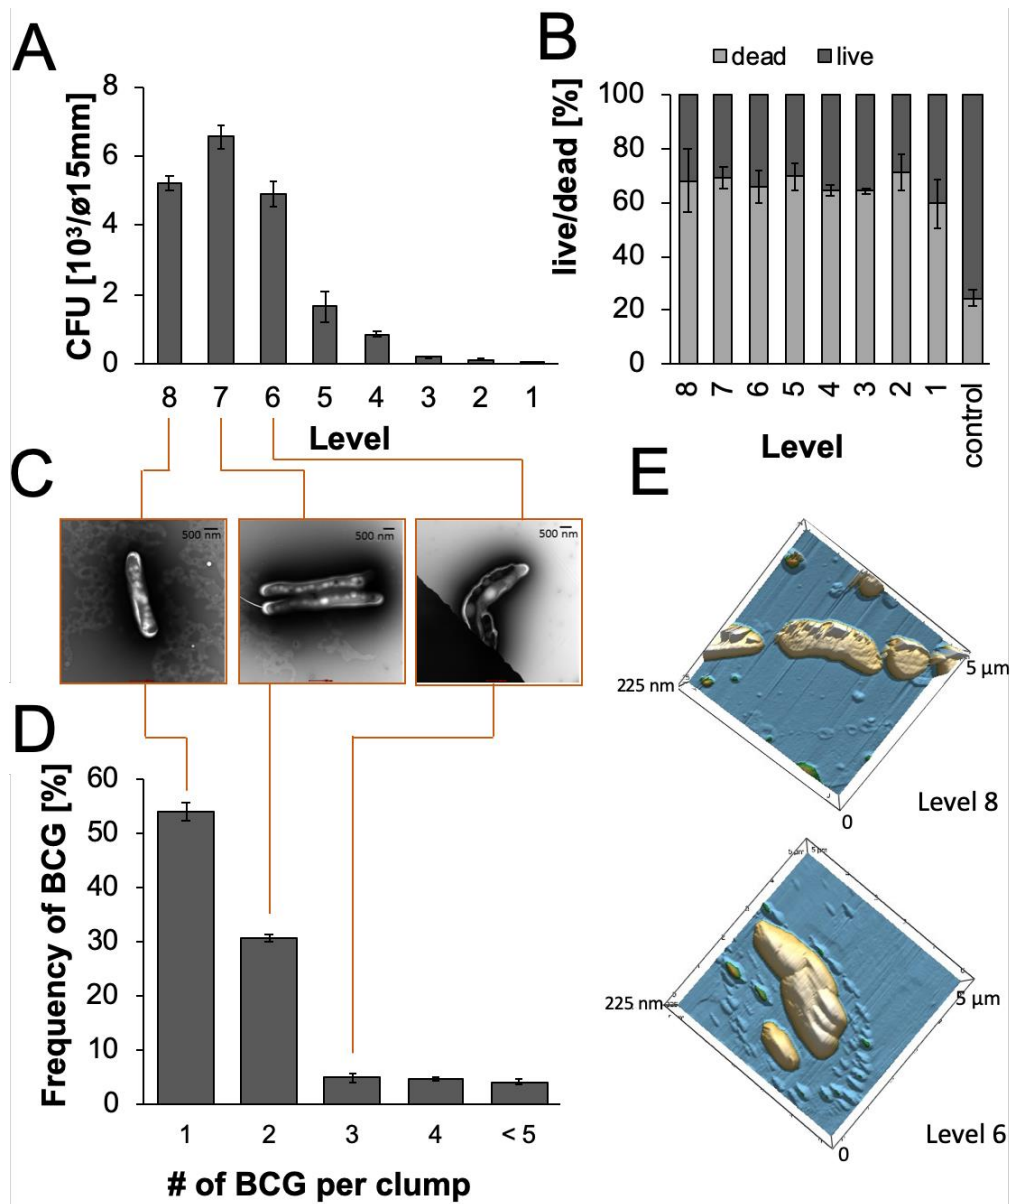 A
CFU [10³/ø15mm]
8
6
4
2
0
8 7 6 5 4 3 2 1
Level
B
dead live
live/dead [%]
100
80
60
40
20
0
8 7 6 5 4 3 2 1 control
Level
C
500 nm
500 nm
500 nm
D
Frequency of BCG [%]
60
50
40
30
20
10
0
1 2 3 4 < 5
# of BCG per clump
E
225 nm
5 µm
0
Level 8
5 µm 5 µm
225 nm
5 µm
0
Level 6